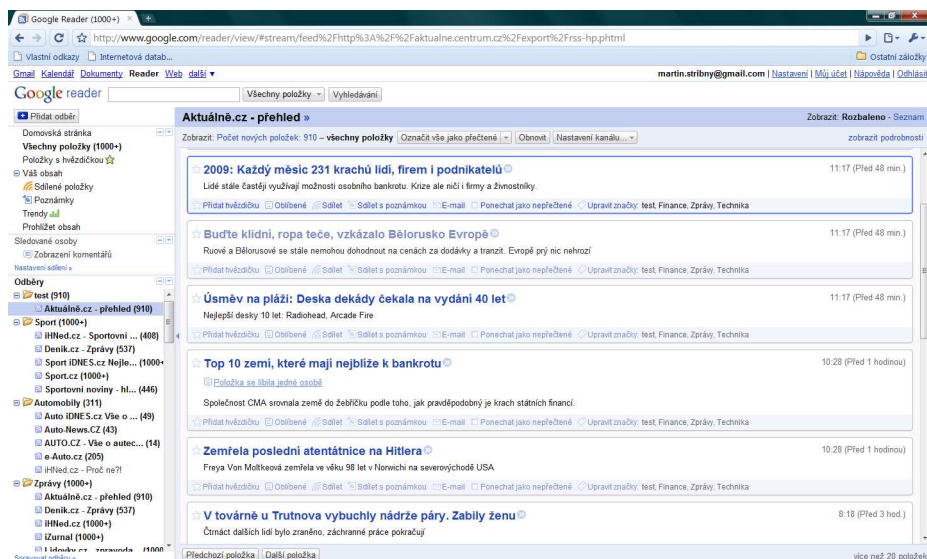 Google Reader (1000+)
http://www.google.com/reader/view/#stream/feed%2Fhttp%3A%2F%2Faktualne.centrum.cz%2Fexport%2Frss-hp.phtml
Vlastní odkazy Internetová datab... Ostatní záložky
Gmail Kalendář Dokumenty Reader Web další ▼ martin.stribny@gmail.com | Nastavení | Můj účet | Nápověda | Odhlásit
Google reader Všechny položky Vyhledávání
Přidat odběr
Domovská stránka
Všechny položky (1000+)
Položky s hvězdičkou
Váš obsah
Sdílené položky
Poznámky
Trendy
Prohlížet obsah
Sledované osoby
Zobrazení komentářů
Nastavení sdílení »
Odběry
test (910)
Aktuálně.cz - přehled (910)
Sport (1000+)
iHNed.cz - Sportovní ... (408)
Deník.cz - Zprávy (537)
Sport iDNES.cz Nejle... (1000+
Sport.cz (1000+)
Sportovní noviny - hl... (446)
Automobily (311)
Auto iDNES.cz Vše o ... (49)
Auto-News.CZ (43)
AUTO.CZ - Vše o autec... (14)
e-Auto.cz (205)
iHNed.cz - Proč ne?!
Zprávy (1000+)
Aktuálně.cz - přehled (910)
Deník.cz - Zprávy (537)
iHNed.cz (1000+)
iZurnal (1000+)
Lidovky.cz - zpravoda... (1000
Spravovat odběry »
Aktuálně.cz - přehled » Zobrazit: Rozbaleno - Seznam
Zobrazit: Počet nových položek: 910 – všechny položky Označit vše jako přečtené Obnovit Nastavení kanálu... zobrazit podrobnosti
2009: Každý měsíc 231 krachů lidí, firem i podnikatelů 11:17 (Před 48 min.)
Lidé stále častěji využívají možnosti osobního bankrotu. Krize ale ničí i firmy a živnostníky.
Přidat hvězdičku Oblíbené Sdílet Sdílet s poznámkou E-mail Ponechat jako nepřečtené Upravit značky: test, Finance, Zprávy, Technika
Buďte klidní, ropa teče, vzkázalo Bělorusko Evropě 11:17 (Před 48 min.)
Ruové a Bělorusové se stále nemohou dohodnout na cenách za dodávky a tranzit. Evropě prý nic nehrozí
Přidat hvězdičku Oblíbené Sdílet Sdílet s poznámkou E-mail Ponechat jako nepřečtené Upravit značky: test, Finance, Zprávy, Technika
Úsměv na pláži: Deska dekády čekala na vydání 40 let 11:17 (Před 48 min.)
Nejlepší desky 10 let: Radiohead, Arcade Fire
Přidat hvězdičku Oblíbené Sdílet Sdílet s poznámkou E-mail Ponechat jako nepřečtené Upravit značky: test, Finance, Zprávy, Technika
Top 10 zemí, které mají nejblíže k bankrotu 10:28 (Před 1 hodinou)
Položka se líbila jedné osobě
Společnost CMA srovnala země do žebříčku podle toho, jak pravděpodobný je krach státních financí.
Přidat hvězdičku Oblíbené Sdílet Sdílet s poznámkou E-mail Ponechat jako nepřečtené Upravit značky: test, Finance, Zprávy, Technika
Zemřela poslední atentátnice na Hitlera 10:28 (Před 1 hodinou)
Freya Von Moltkeová zemřela ve věku 98 let v Norwichi na severovýchodě USA
Přidat hvězdičku Oblíbené Sdílet Sdílet s poznámkou E-mail Ponechat jako nepřečtené Upravit značky: test, Finance, Zprávy, Technika
V továrně u Trutnova vybuchly nádrže páry. Zabily ženu 8:18 (Před 3 hod.)
Čtrnáct dalších lidí bylo zraněno, záchranné práce pokračují
Předchozí položka Další položka více než 20 položek